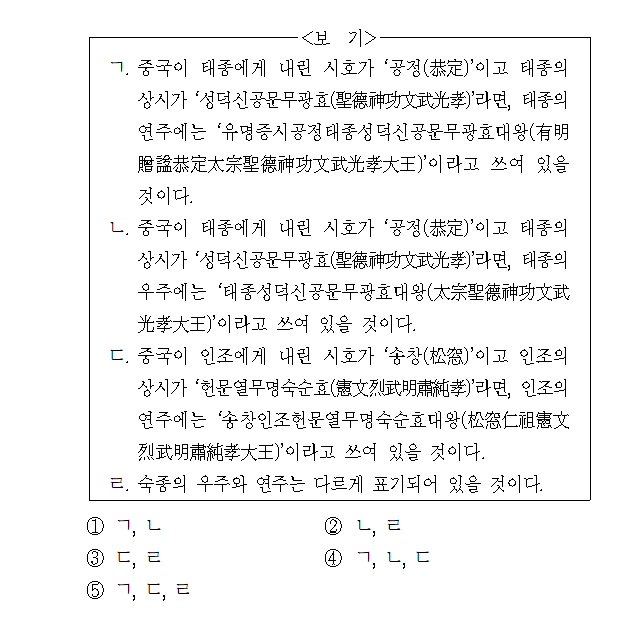 <보 기>
ㄱ. 중국이 태종에게 내린 시호가 ‘공정(恭定)’이고 태종의
상시가 ‘성덕신공문무광효(聖德神功文武光孝)’라면, 태종의
연주에는 ‘유명증시공정태종성덕신공문무광효대왕(有明
贈諡恭定太宗聖德神功文武光孝大王)’이라고 쓰여 있을
것이다.
ㄴ. 중국이 태종에게 내린 시호가 ‘공정(恭定)’이고 태종의
상시가 ‘성덕신공문무광효(聖德神功文武光孝)’라면, 태종의
우주에는 ‘태종성덕신공문무광효대왕(太宗聖德神功文武
光孝大王)’이라고 쓰여 있을 것이다.
ㄷ. 중국이 인조에게 내린 시호가 ‘송창(松窓)’이고 인조의
상시가 ‘헌문열무명숙순효(憲文烈武明肅純孝)’라면, 인조의
연주에는 ‘송창인조헌문열무명숙순효대왕(松窓仁祖憲文
烈武明肅純孝大王)’이라고 쓰여 있을 것이다.
ㄹ. 숙종의 우주와 연주는 다르게 표기되어 있을 것이다.
① ㄱ, ㄴ ② ㄴ, ㄹ
③ ㄷ, ㄹ ④ ㄱ, ㄴ, ㄷ
⑤ ㄱ, ㄷ, ㄹ